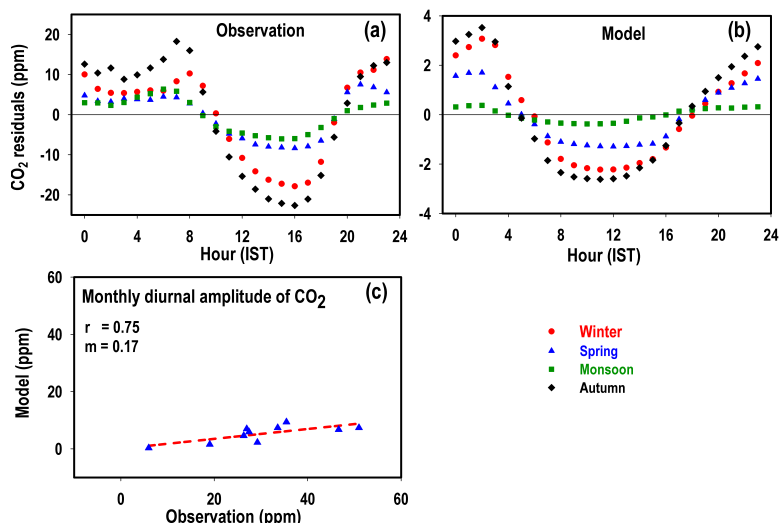 Observation
(a)
CO2 residuals (ppm)
20
10
0
-10
-20
0 4 8 12 16 20 24
Hour (IST)
Model
(b)
4
2
0
-2
-4
0 4 8 12 16 20 24
Hour (IST)
Monthly diurnal amplitude of CO2
(c)
r = 0.75
m = 0.17
Model (ppm)
60
40
20
0
0 20 40 60
Observation (ppm)
Winter
Spring
Monsoon
Autumn